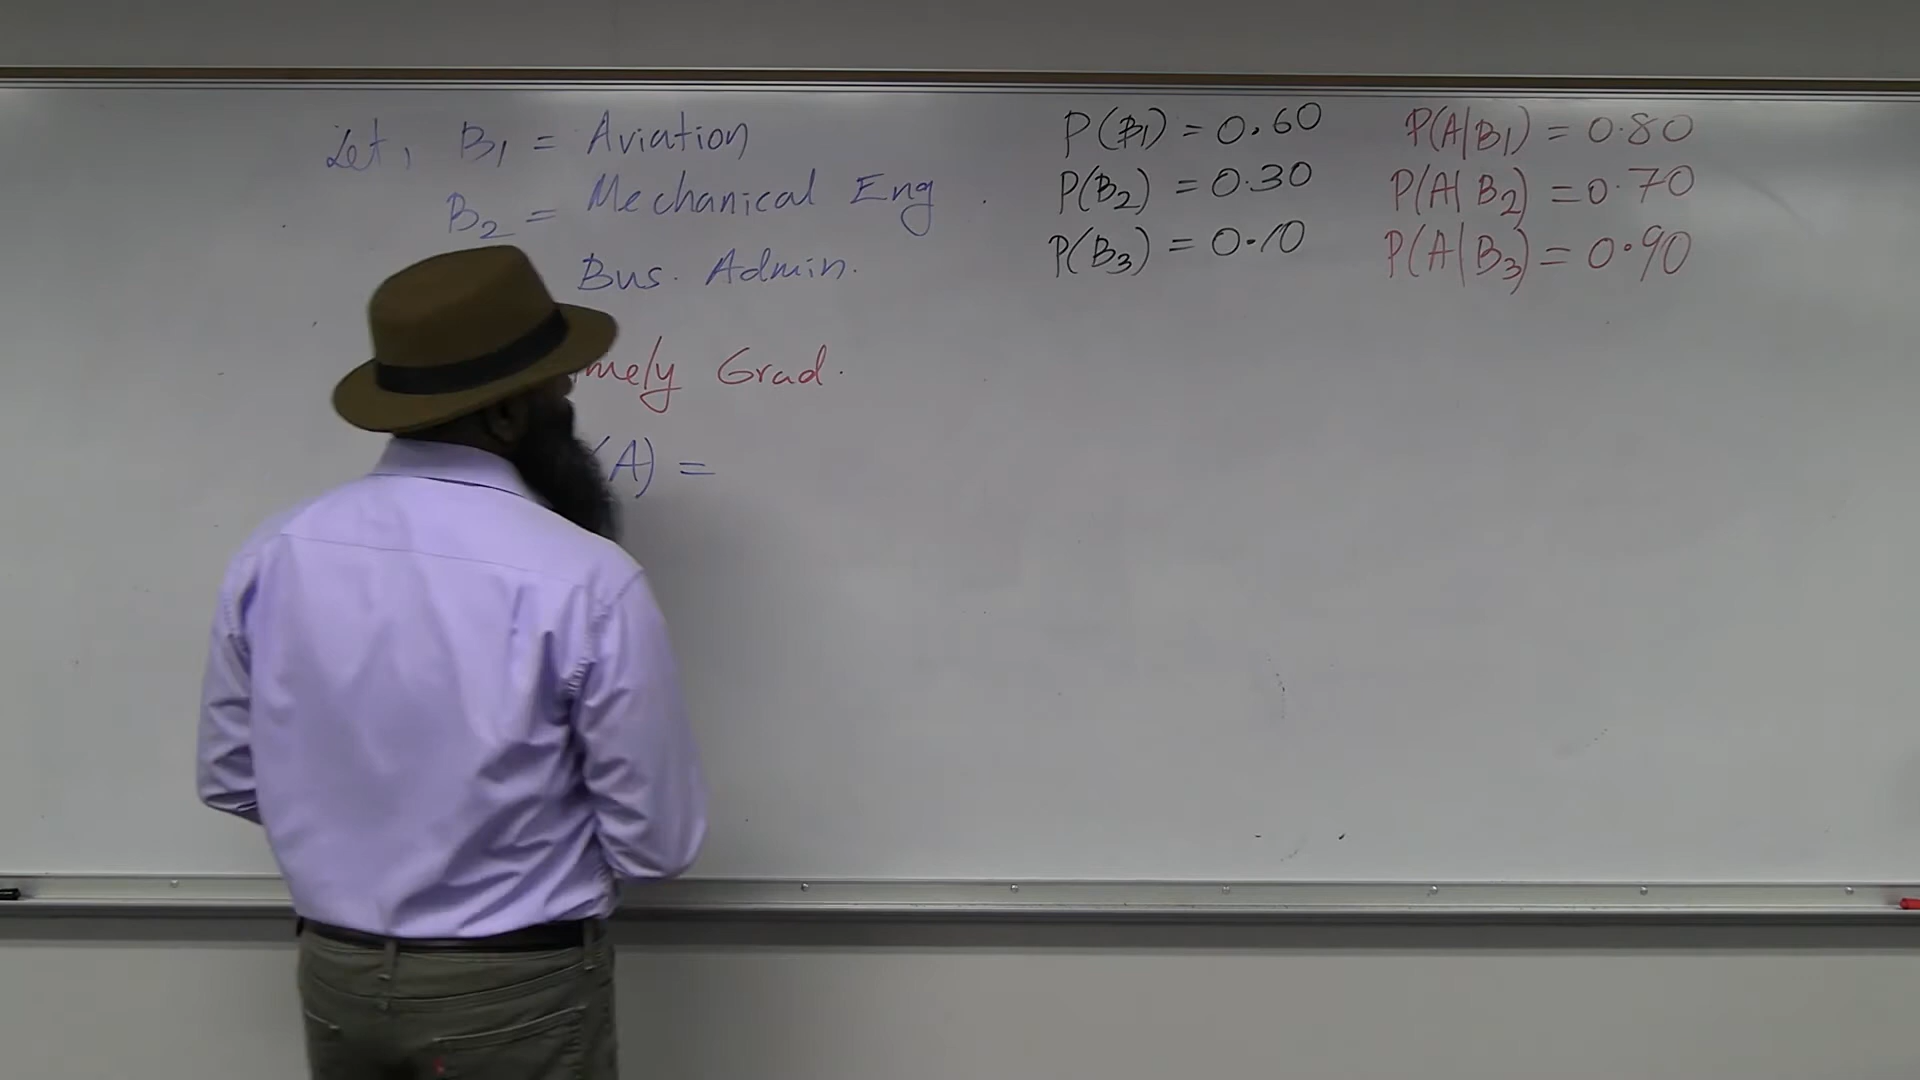 Let, B1 = Aviation
B2 = Mechanical Eng.
Bus. Admin.
Grad.
(A) =
P(B1) = 0.60
P(B2) = 0.30
P(B3) = 0.10
P(A|B1) = 0.80
P(A|B2) = 0.70
P(A|B3) = 0.90